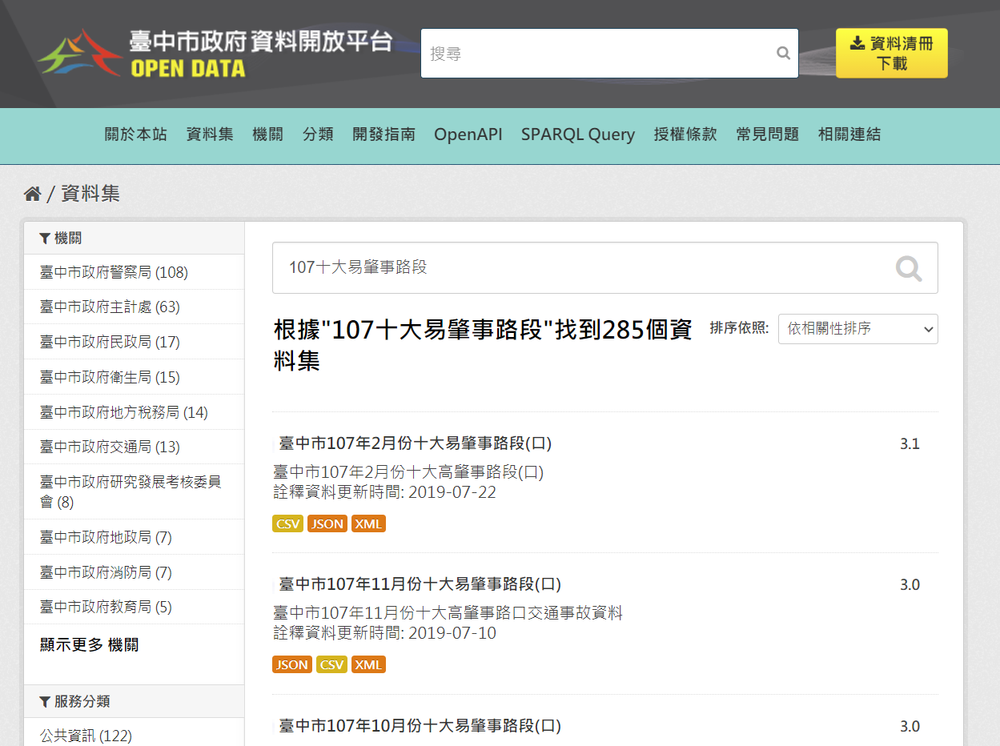 臺中市政府資料開放平台
OPEN DATA
搜尋
資料清冊
下載
關於本站 資料集 機關 分類 開發指南 OpenAPI SPARQL Query 授權條款 常見問題 相關連結
/ 資料集
機關
臺中市政府警察局 (108)
臺中市政府主計處 (63)
臺中市政府民政局 (17)
臺中市政府衛生局 (15)
臺中市政府地方稅務局 (14)
臺中市政府交通局 (13)
臺中市政府研究發展考核委員
會 (8)
臺中市政府地政局 (7)
臺中市政府消防局 (7)
臺中市政府教育局 (5)
顯示更多 機關
服務分類
公共資訊 (122)
107十大易肇事路段
根據"107十大易肇事路段"找到285個資
料集
排序依照: 依相關性排序
臺中市107年2月份十大易肇事路段(口) 3.1
臺中市107年2月份十大高肇事路段(口)
詮釋資料更新時間: 2019-07-22
CSV JSON XML
臺中市107年11月份十大易肇事路段(口) 3.0
臺中市107年11月份十大高肇事路口交通事故資料
詮釋資料更新時間: 2019-07-10
JSON CSV XML
臺中市107年10月份十大易肇事路段(口) 3.0